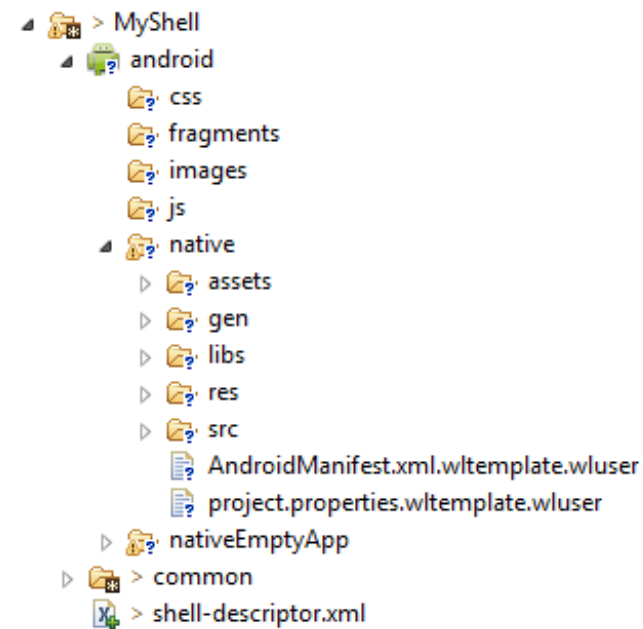 > MyShell
android
css
fragments
images
js
native
assets
gen
libs
res
src
AndroidManifest.xml.wltemplate.wluser
project.properties.wltemplate.wluser
nativeEmptyApp
> common
> shell-descriptor.xml